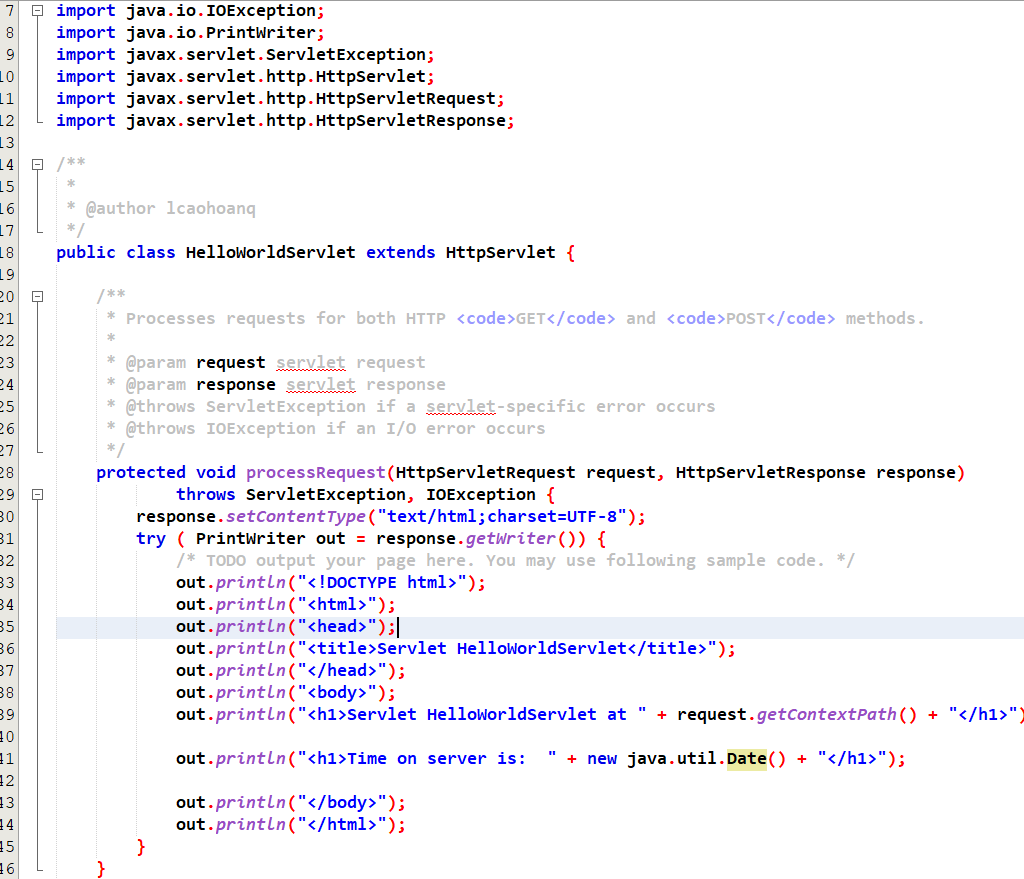 7 import java.io.IOException;
8 import java.io.PrintWriter;
9 import javax.servlet.ServletException;
10 import javax.servlet.http.HttpServlet;
11 import javax.servlet.http.HttpServletRequest;
12 import javax.servlet.http.HttpServletResponse;
13
14 /**
15 *
16 * @author lcaohoanq
17 */
18 public class HelloWorldServlet extends HttpServlet {
19
20 /**
21 * Processes requests for both HTTP <code>GET</code> and <code>POST</code> methods.
22 *
23 * @param request servlet request
24 * @param response servlet response
25 * @throws ServletException if a servlet-specific error occurs
26 * @throws IOException if an I/O error occurs
27 */
28 protected void processRequest(HttpServletRequest request, HttpServletResponse response)
29 throws ServletException, IOException {
30 response.setContentType("text/html;charset=UTF-8");
31 try ( PrintWriter out = response.getWriter()) {
32 /* TODO output your page here. You may use following sample code. */
33 out.println("<!DOCTYPE html>");
34 out.println("<html>");
35 out.println("<head>");
36 out.println("<title>Servlet HelloWorldServlet</title>");
37 out.println("</head>");
38 out.println("<body>");
39 out.println("<h1>Servlet HelloWorldServlet at " + request.getContextPath() + "</h1>")
40
41 out.println("<h1>Time on server is:  " + new java.util.Date() + "</h1>");
42
43 out.println("</body>");
44 out.println("</html>");
45 }
46 }